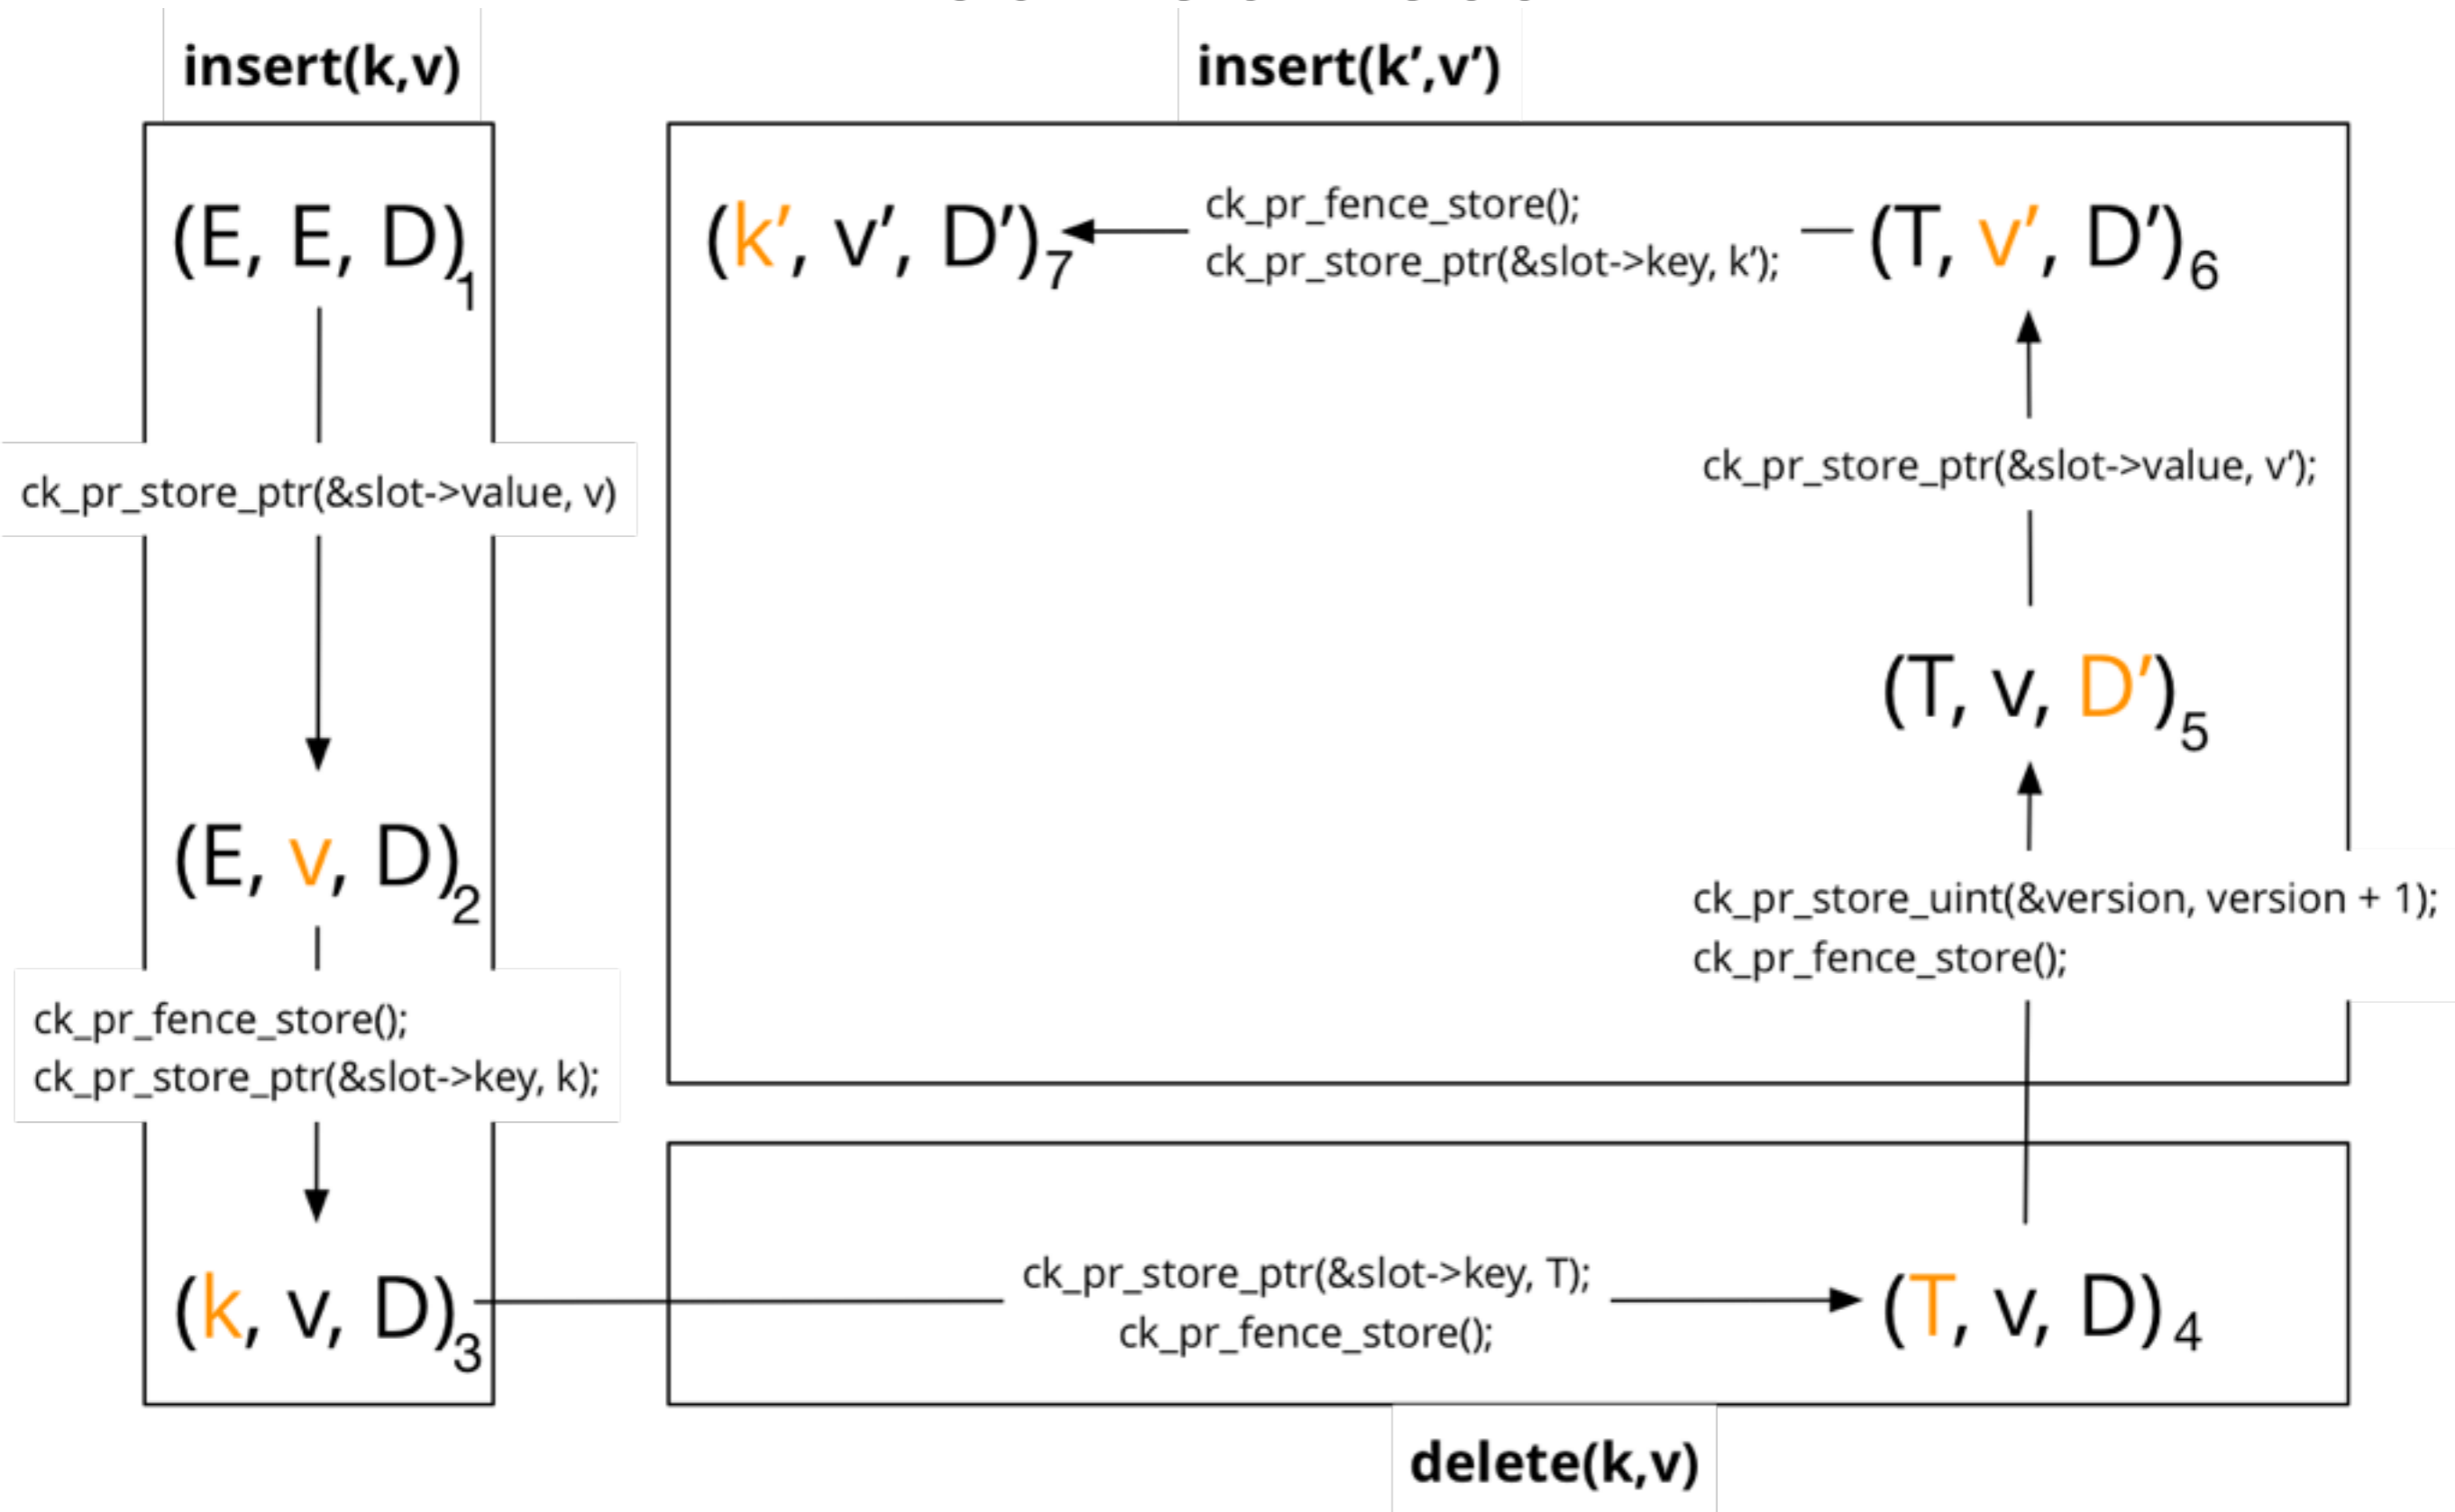 insert(k,v)
(E, E, D)1
ck_pr_store_ptr(&slot->value, v)
(E, v, D)2
ck_pr_fence_store();
ck_pr_store_ptr(&slot->key, k);
(k, v, D)3
ck_pr_store_ptr(&slot->key, T);
ck_pr_fence_store();
(T, v, D)4
delete(k,v)
ck_pr_store_uint(&version, version + 1);
ck_pr_fence_store();
(T, v, D’)5
ck_pr_store_ptr(&slot->value, v’);
(T, v’, D’)6
ck_pr_fence_store();
ck_pr_store_ptr(&slot->key, k’);
(k’, v’, D’)7
insert(k’,v’)